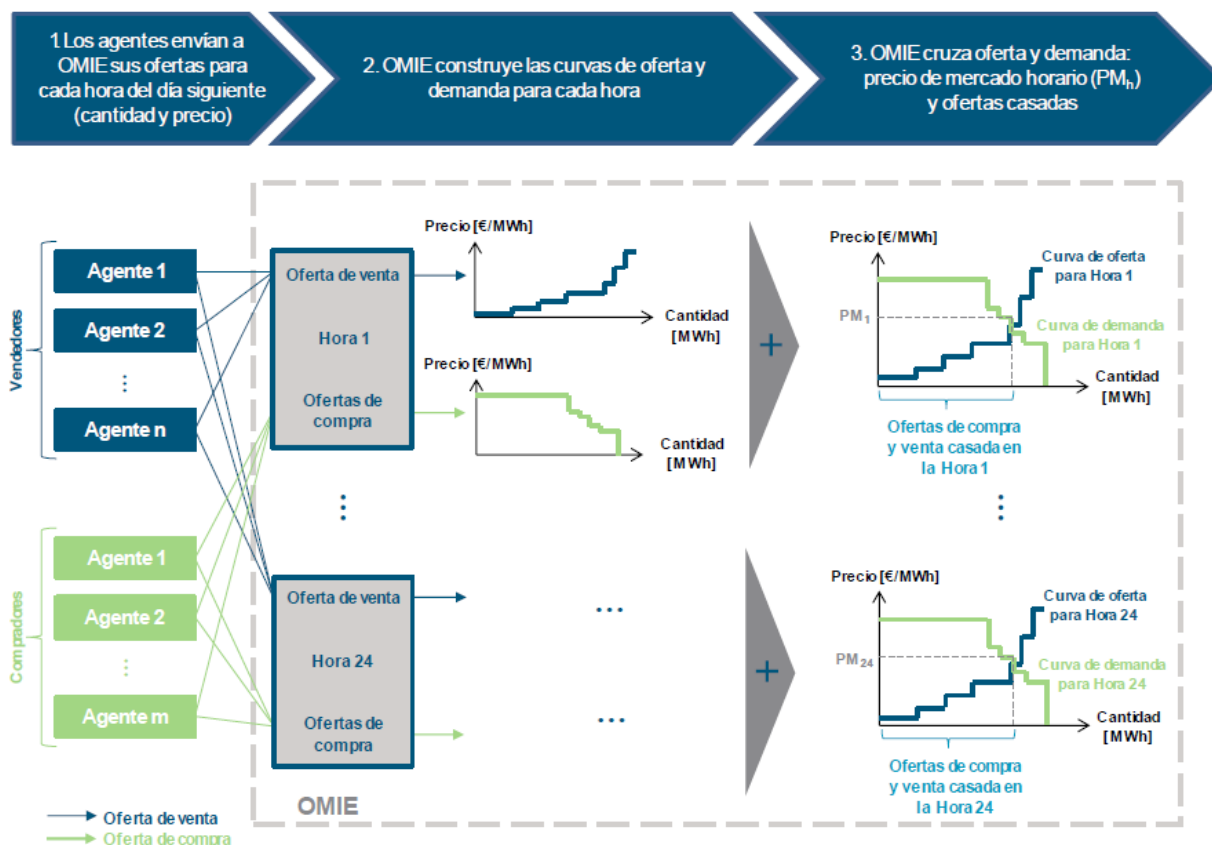 1. Los agentes envían a
OMIE sus ofertas para
cada hora del día siguiente
(cantidad y precio)
2. OMIE construye las curvas de oferta y
demanda para cada hora
3. OMIE cruza oferta y demanda:
precio de mercado horario (PMh)
y ofertas casadas
Vendedores
Agente 1
Agente 2
...
Agente n
Compradores
Agente 1
Agente 2
...
Agente m
Oferta de venta
Hora 1
Ofertas de
compra
...
Oferta de venta
Hora 24
Ofertas de
compra
Precio [€/MWh]
Cantidad
[MWh]
Precio [€/MWh]
Cantidad
[MWh]
...
...
+
+
Precio [€/MWh]
Curva de oferta
para Hora 1
PM1
Curva de demanda
para Hora 1
Cantidad
[MWh]
Ofertas de compra
y venta casada en
la Hora 1
...
Precio [€/MWh]
Curva de oferta
para Hora 24
PM24
Curva de demanda
para Hora 24
Cantidad
[MWh]
Ofertas de compra
y venta casada en
la Hora 24
OMIE
Oferta de venta
Oferta de compra